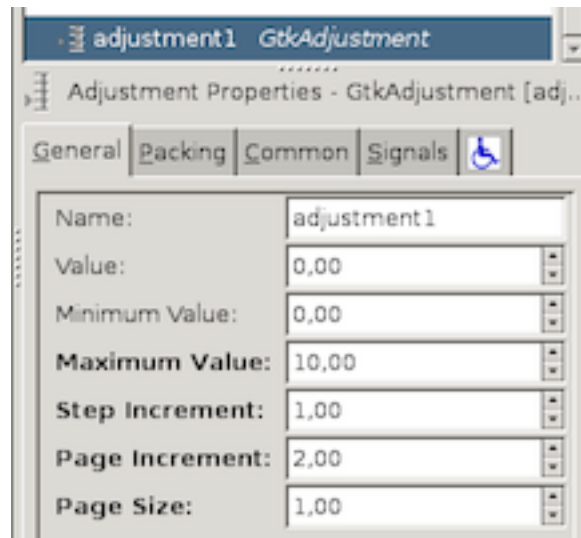 adjustment1 GtkAdjustment
Adjustment Properties - GtkAdjustment [adj...
General Packing Common Signals
Name: adjustment1
Value: 0,00
Minimum Value: 0,00
Maximum Value: 10,00
Step Increment: 1,00
Page Increment: 2,00
Page Size: 1,00